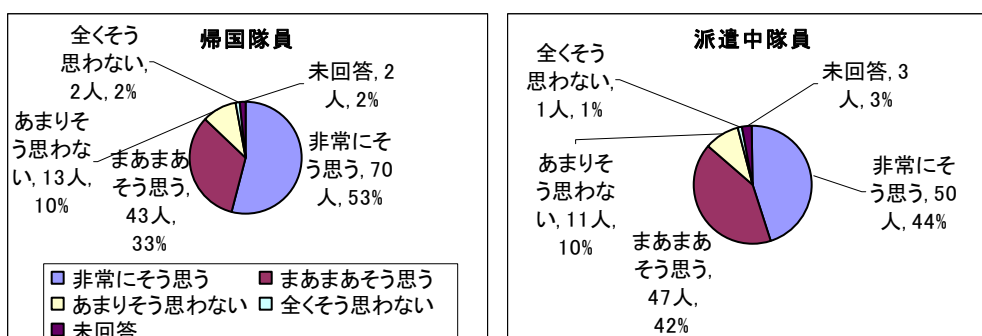 帰国隊員
全くそう
思わない,
2人, 2%
未回答, 2
人, 2%
あまりそ
う思わな
い, 13人,
10%
まあまあ
そう思う,
43人,
33%
非常にそ
う思う, 70
人, 53%
非常にそう思う
まあまあそう思う
あまりそう思わない
全くそう思わない
未回答
派遣中隊員
全くそう
思わない,
1人, 1%
未回答, 3
人, 3%
あまりそ
う思わな
い, 11人,
10%
非常にそ
う思う, 50
人, 44%
まあまあ
そう思う,
47人,
42%